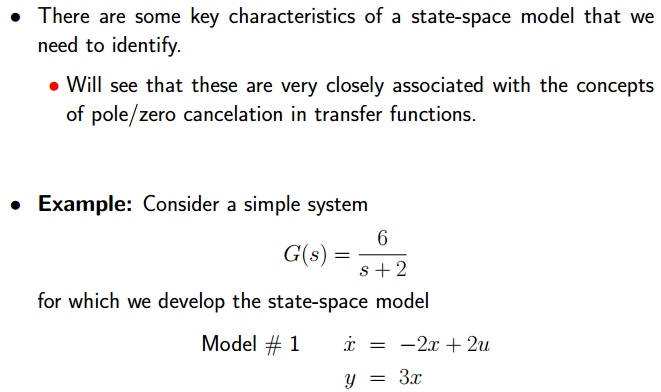 • There are some key characteristics of a state-space model that we
need to identify.
• Will see that these are very closely associated with the concepts
of pole/zero cancelation in transfer functions.
• Example: Consider a simple system
G(s) = 6/(s + 2)
for which we develop the state-space model
Model # 1 ẋ = −2x + 2u
y = 3x